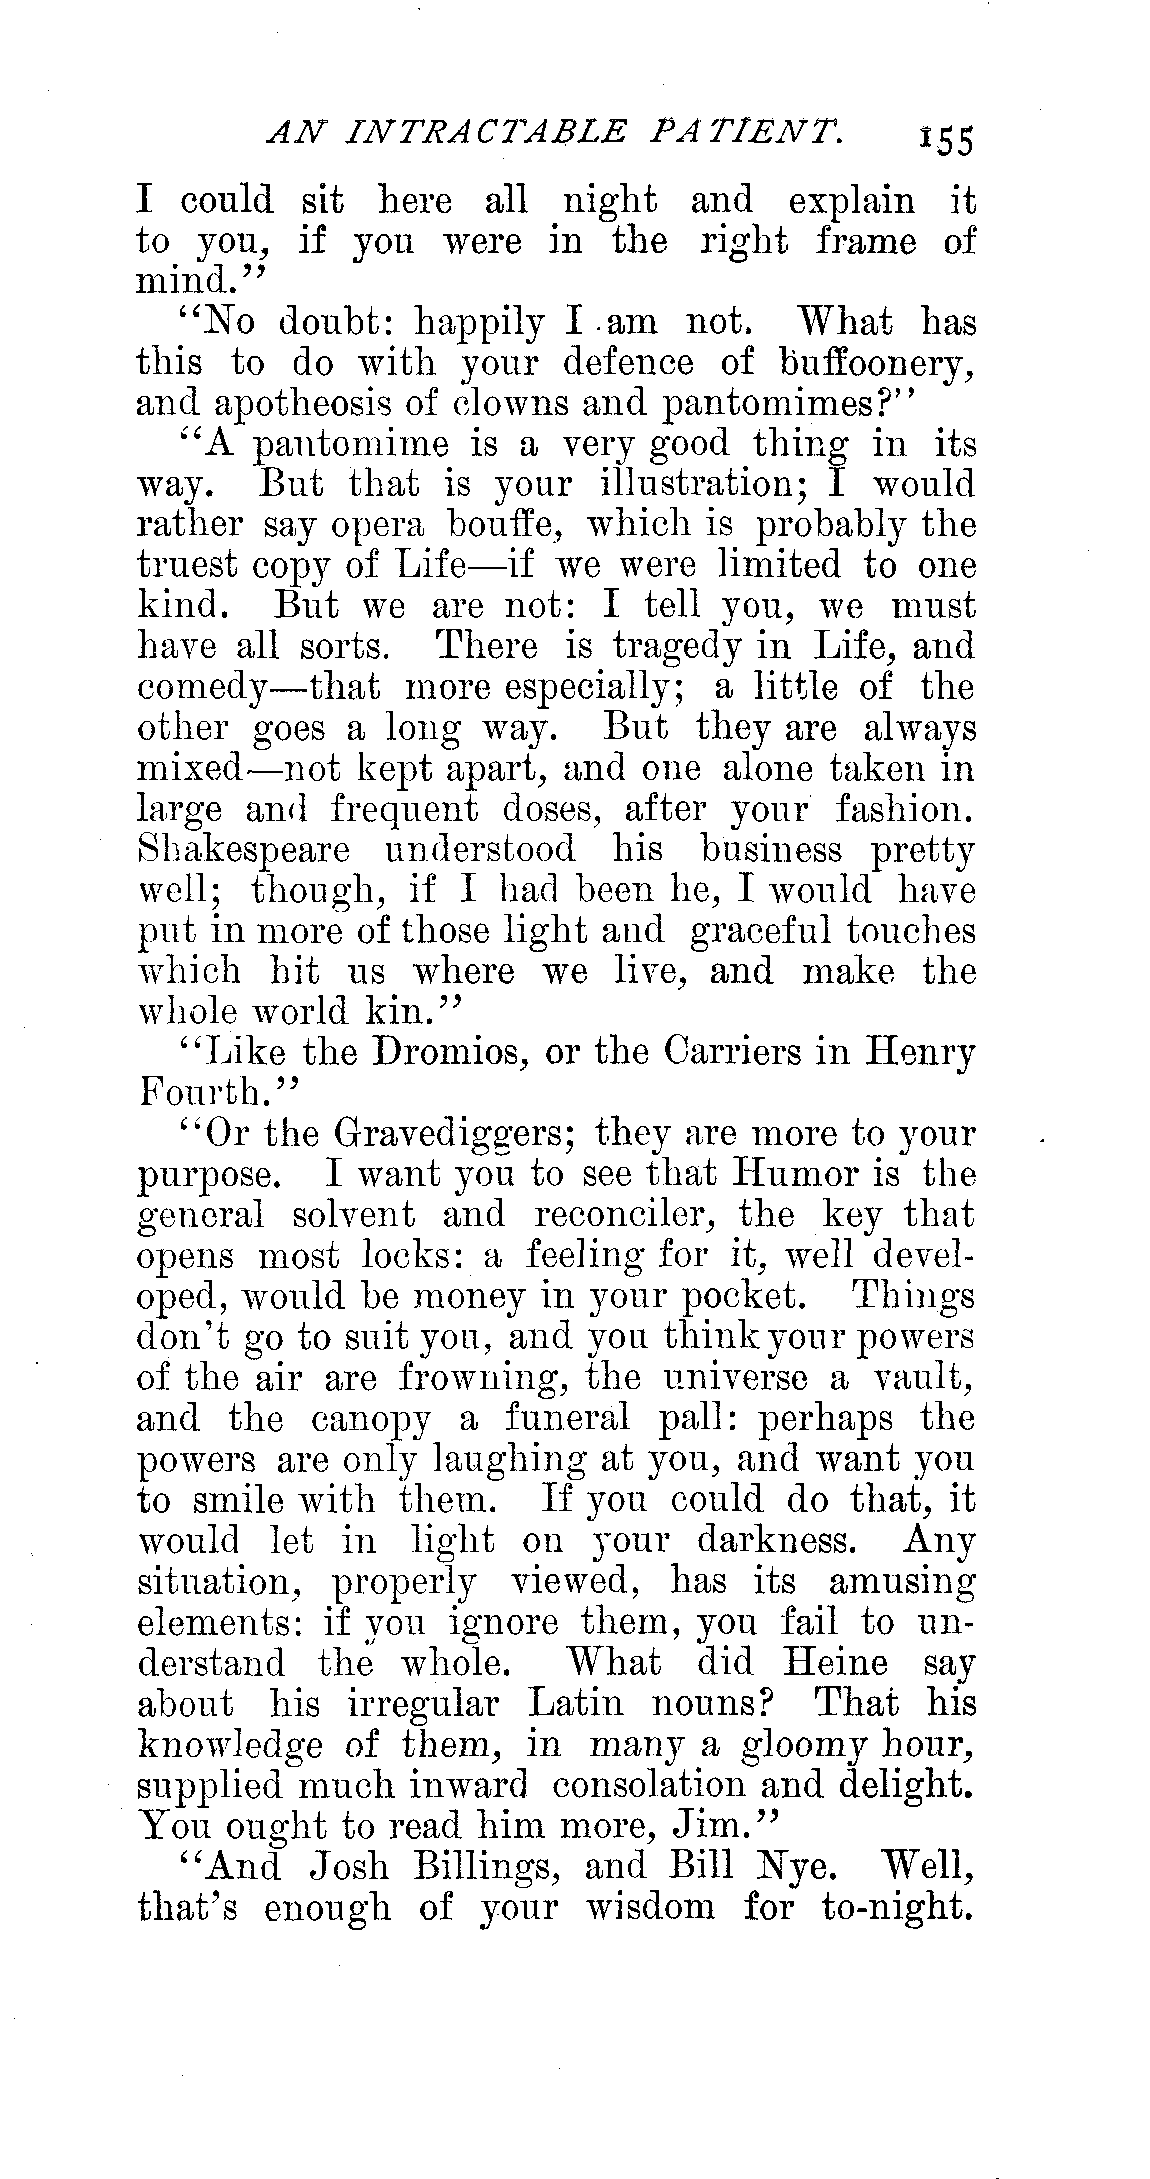 AN INTRACTABLE PATIENT. 155
I could sit here all night and explain it
to you, if you were in the right frame of
mind."
"No doubt: happily I am not. What has
this to do with your defence of buffoonery,
and apotheosis of clowns and pantomimes?"
"A pantomime is a very good thing in its
way. But that is your illustration; I would
rather say opera bouffe, which is probably the
truest copy of Life—if we were limited to one
kind. But we are not: I tell you, we must
have all sorts. There is tragedy in Life, and
comedy—that more especially; a little of the
other goes a long way. But they are always
mixed—not kept apart, and one alone taken in
large and frequent doses, after your fashion.
Shakespeare understood his business pretty
well; though, if I had been he, I would have
put in more of those light and graceful touches
which hit us where we live, and make the
whole world kin."
"Like the Dromios, or the Carriers in Henry
Fourth."
"Or the Gravediggers; they are more to your
purpose. I want you to see that Humor is the
general solvent and reconciler, the key that
opens most locks: a feeling for it, well devel-
oped, would be money in your pocket. Things
don't go to suit you, and you think your powers
of the air are frowning, the universe a vault,
and the canopy a funeral pall: perhaps the
powers are only laughing at you, and want you
to smile with them. If you could do that, it
would let in light on your darkness. Any
situation, properly viewed, has its amusing
elements: if you ignore them, you fail to un-
derstand the whole. What did Heine say
about his irregular Latin nouns? That his
knowledge of them, in many a gloomy hour,
supplied much inward consolation and delight.
You ought to read him more, Jim."
"And Josh Billings, and Bill Nye. Well,
that's enough of your wisdom for to-night.